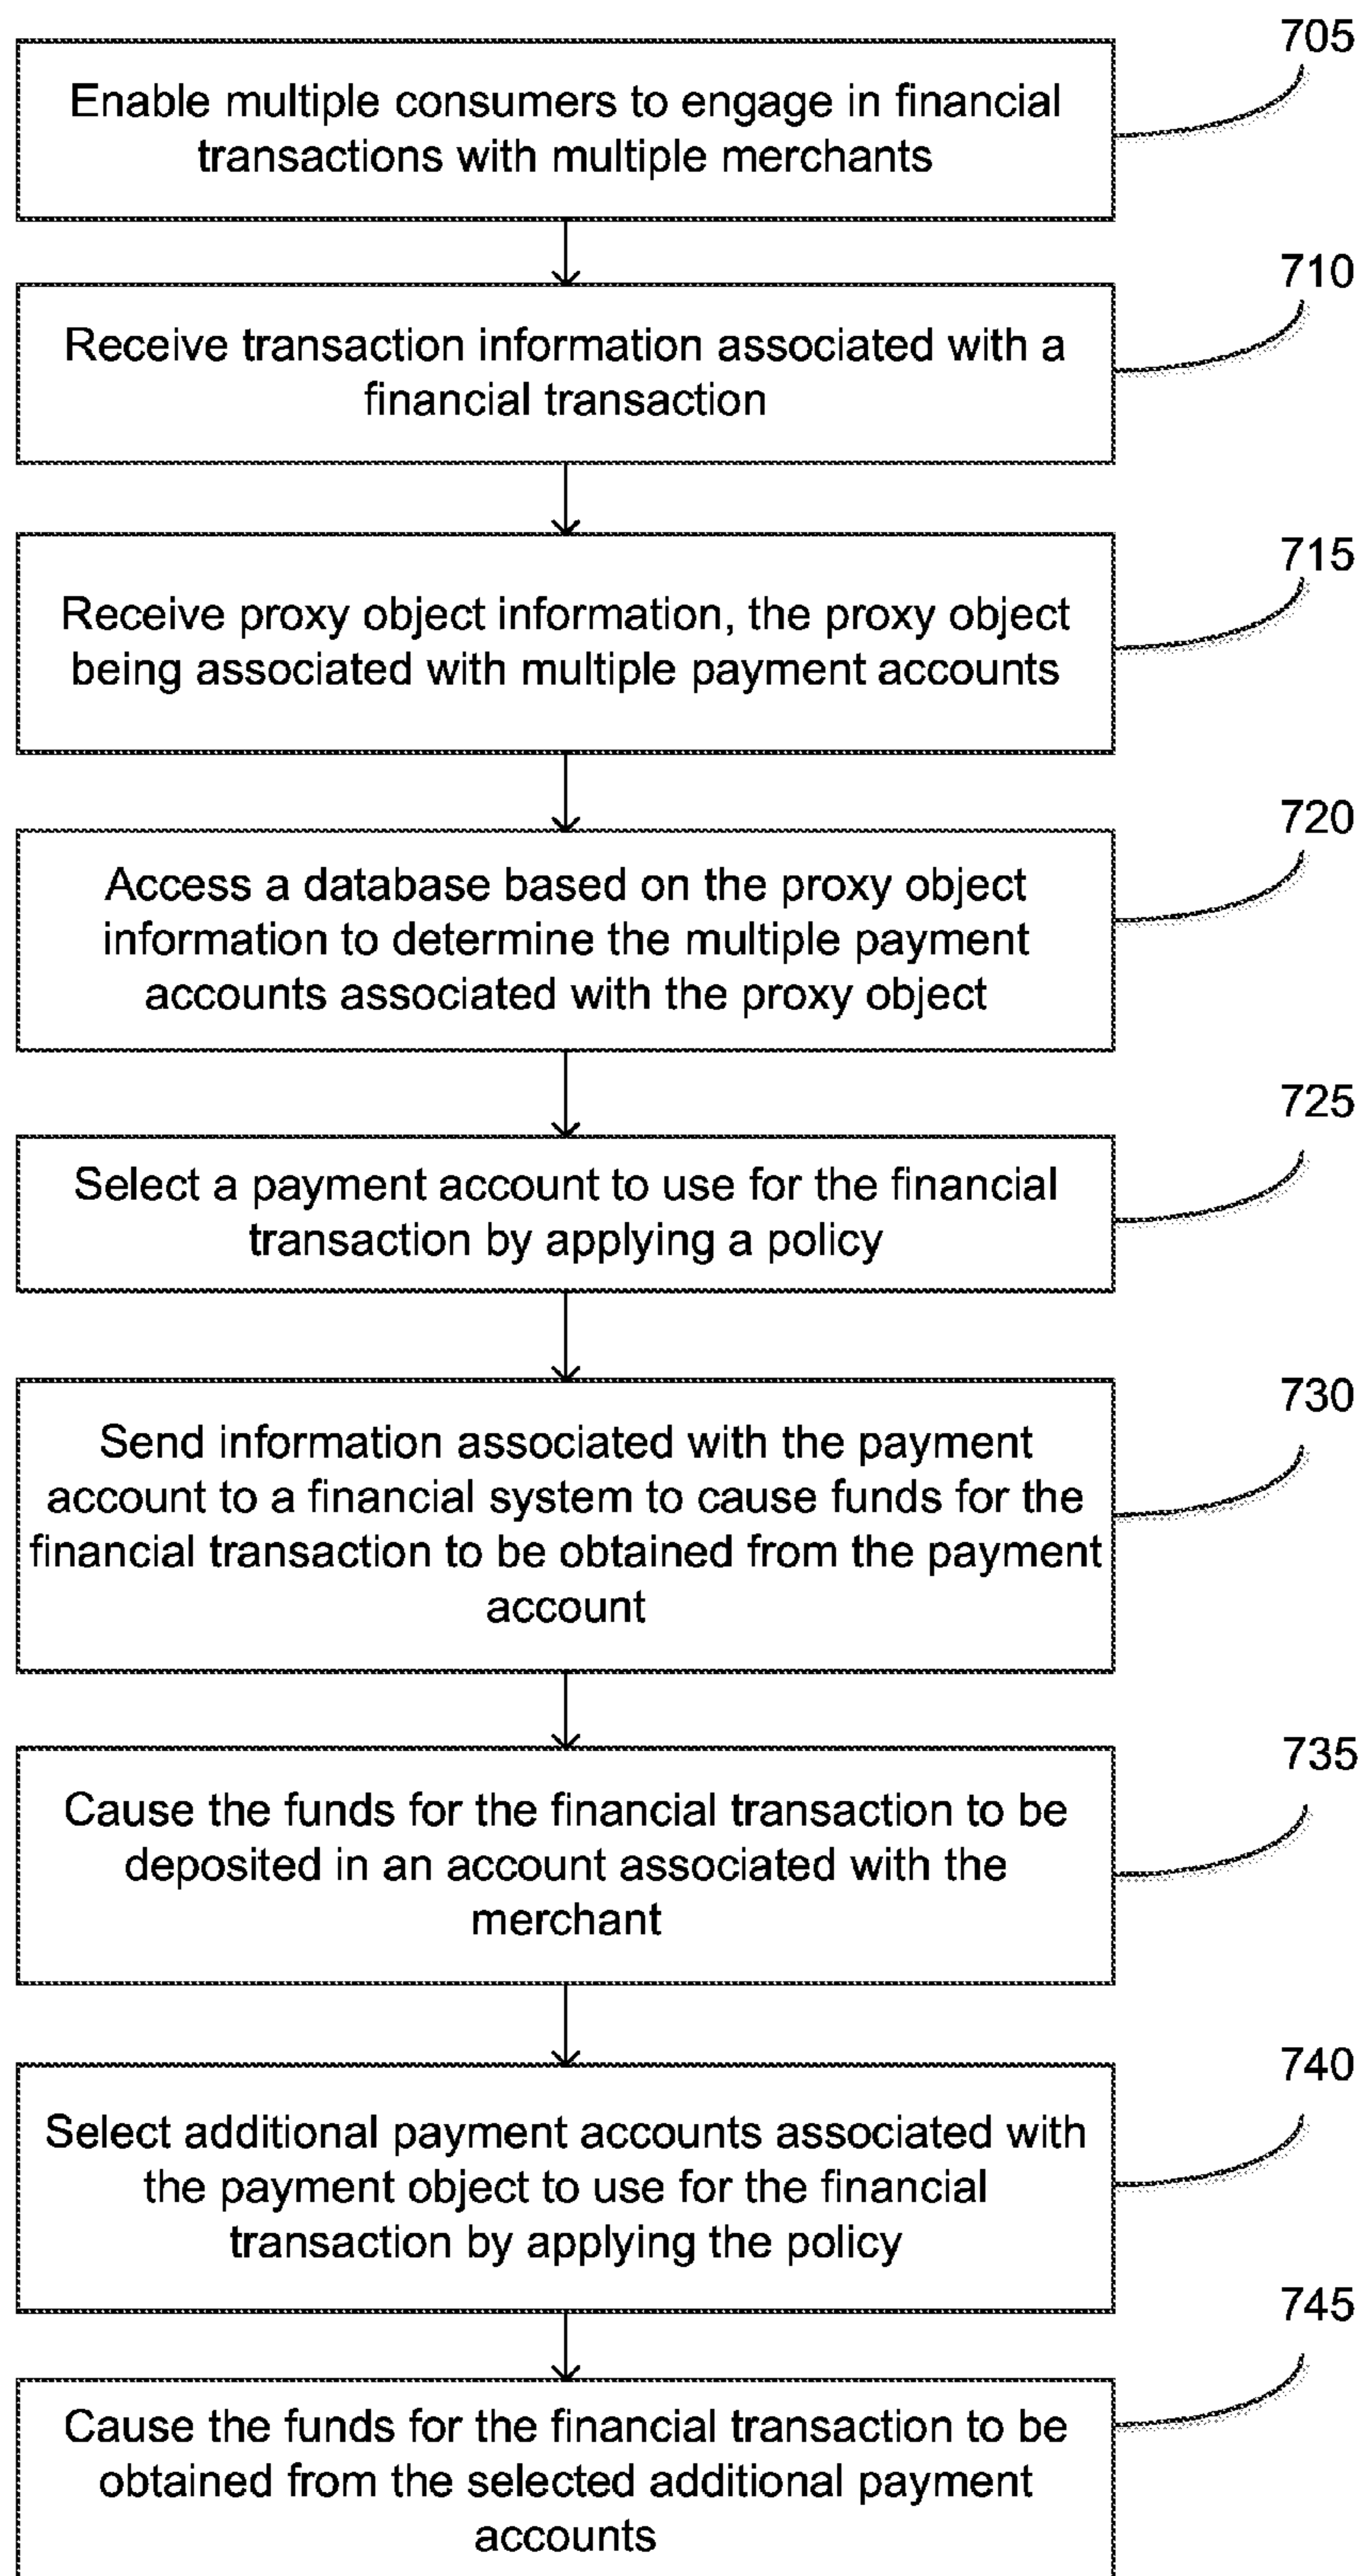 705
Enable multiple consumers to engage in financial
transactions with multiple merchants
710
Receive transaction information associated with a
financial transaction
715
Receive proxy object information, the proxy object
being associated with multiple payment accounts
720
Access a database based on the proxy object
information to determine the multiple payment
accounts associated with the proxy object
725
Select a payment account to use for the financial
transaction by applying a policy
730
Send information associated with the payment
account to a financial system to cause funds for the
financial transaction to be obtained from the payment
account
735
Cause the funds for the financial transaction to be
deposited in an account associated with the
merchant
740
Select additional payment accounts associated with
the payment object to use for the financial
transaction by applying the policy
745
Cause the funds for the financial transaction to be
obtained from the selected additional payment
accounts